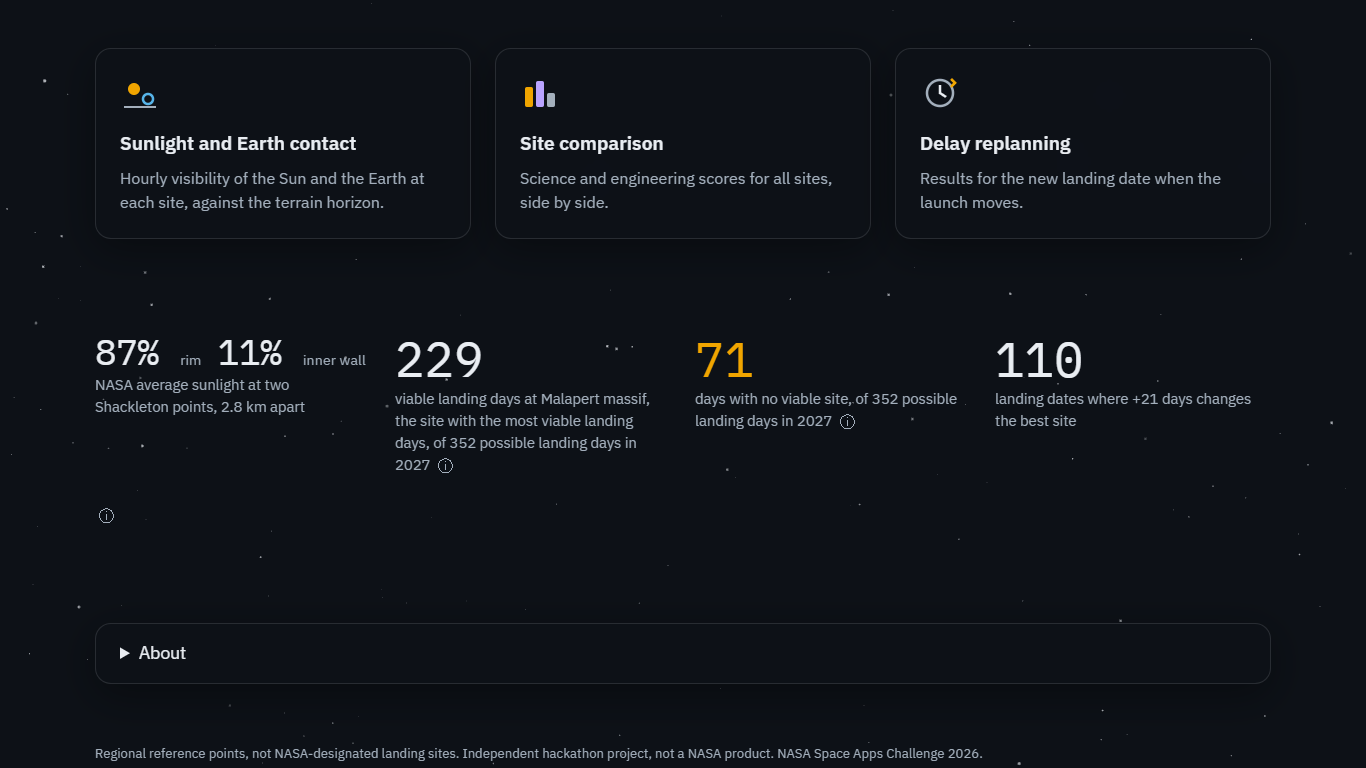 Sunlight and Earth contact
Hourly visibility of the Sun and the Earth at
each site, against the terrain horizon.
Site comparison
Science and engineering scores for all sites,
side by side.
Delay replanning
Results for the new landing date when the
launch moves.
87% rim 11% inner wall
NASA average sunlight at two
Shackleton points, 2.8 km apart
229
viable landing days at Malapert massif,
the site with the most viable landing
days, of 352 possible landing days in
2027 ⓘ
71
days with no viable site, of 352 possible
landing days in 2027 ⓘ
110
landing dates where +21 days changes
the best site
ⓘ
About
Regional reference points, not NASA-designated landing sites. Independent hackathon project, not a NASA product. NASA Space Apps Challenge 2026.